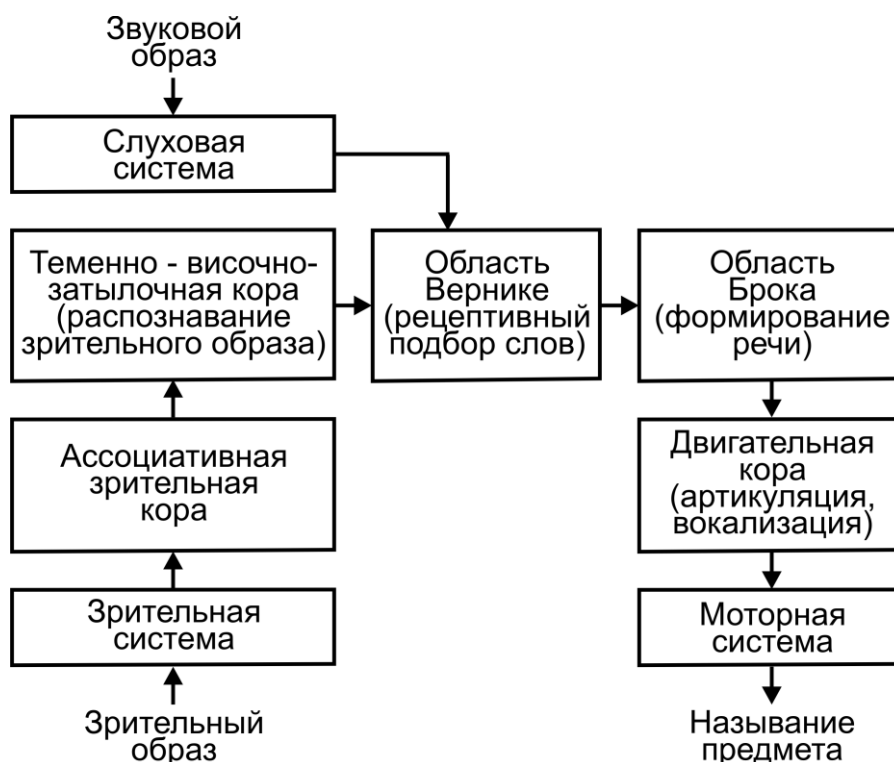 Звуковой
образ
Слуховая
система
Теменно - височно-
затылочная кора
(распознавание
зрительного образа)
Область
Вернике
(рецептивный
подбор слов)
Область
Брока
(формирование
речи)
Ассоциативная
зрительная
кора
Двигательная
кора
(артикуляция,
вокализация)
Зрительная
система
Моторная
система
Зрительный
образ
Называние
предмета